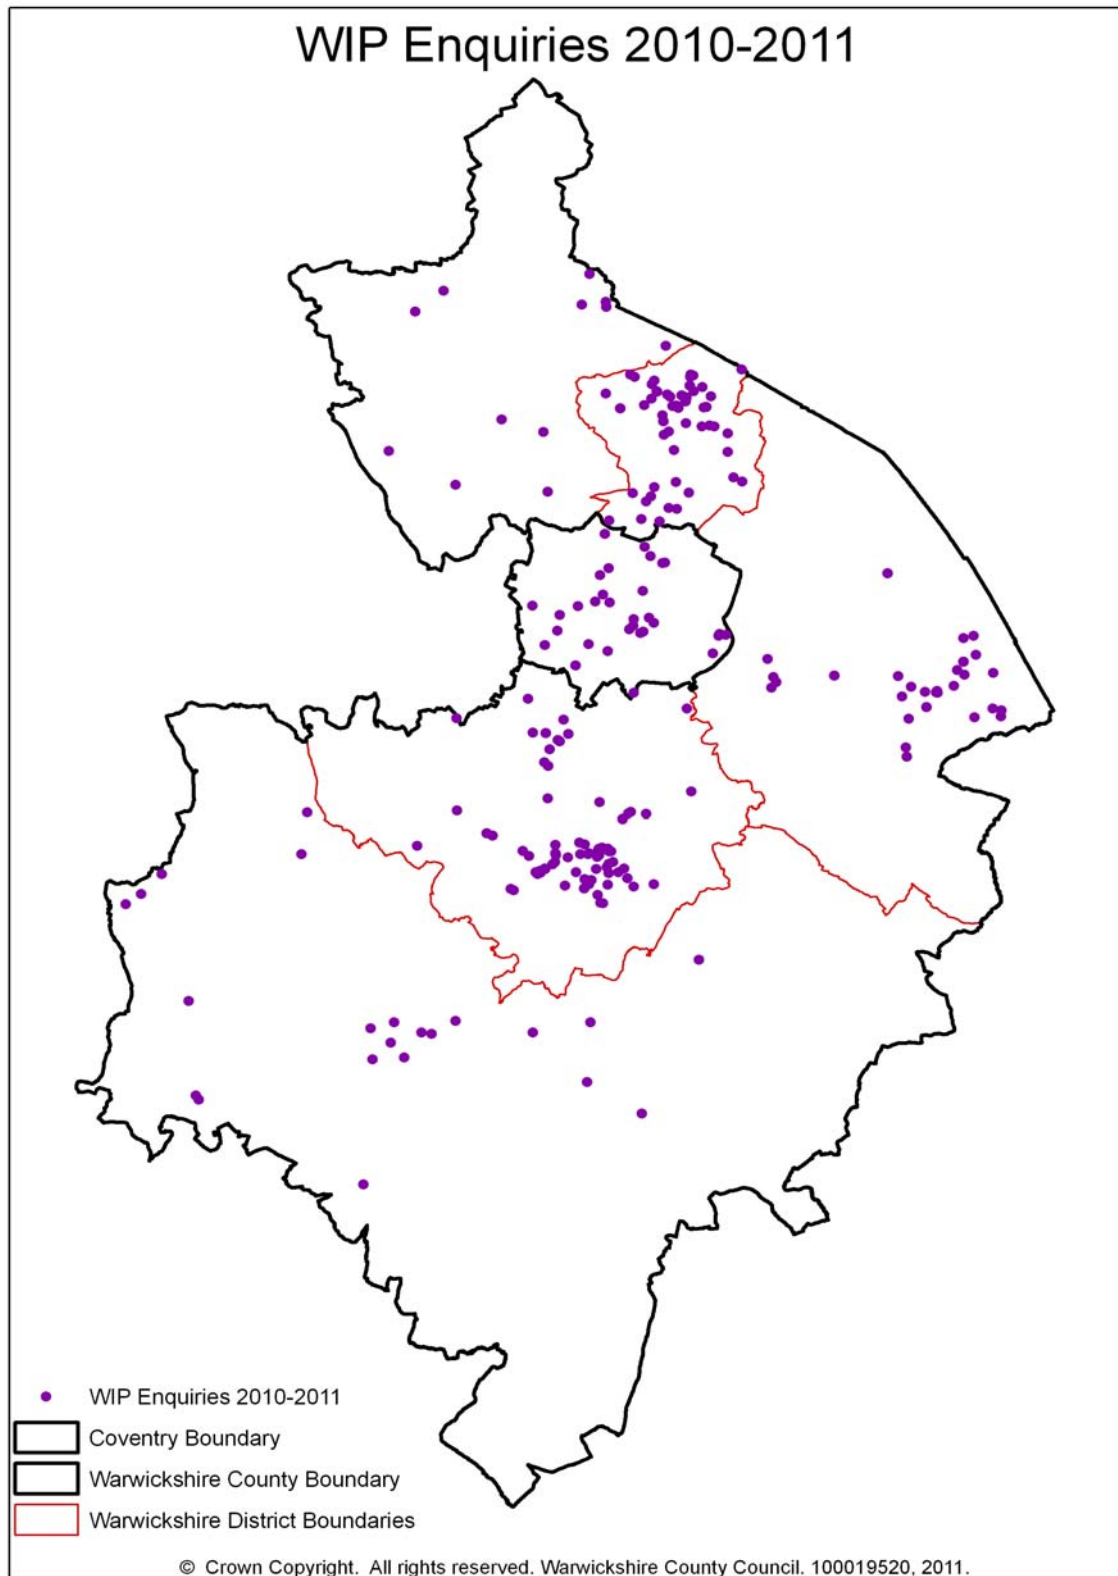 WIP Enquiries 2010-2011
WIP Enquiries 2010-2011
Coventry Boundary
Warwickshire County Boundary
Warwickshire District Boundaries
© Crown Copyright. All rights reserved. Warwickshire County Council. 100019520, 2011.